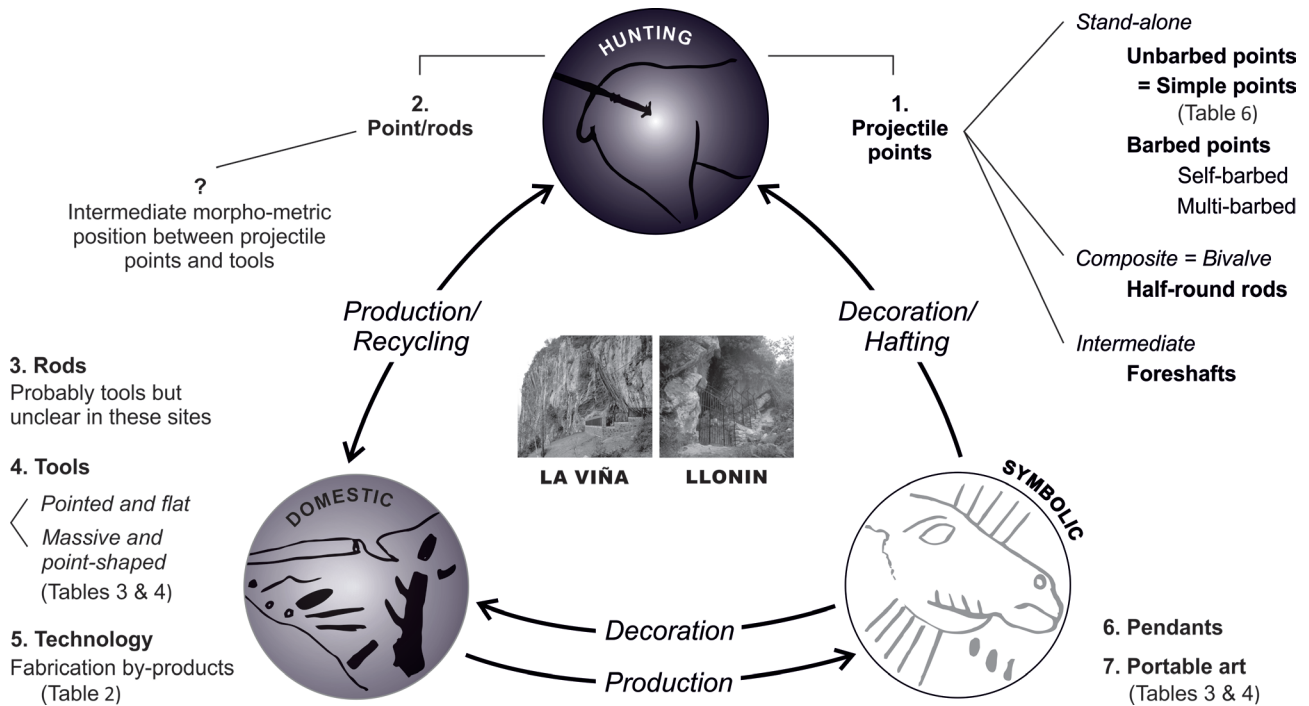 HUNTING
2.
Point/rods
?
Intermediate morpho-metric
position between projectile
points and tools
1.
Projectile
points
Stand-alone
Unbarbed points
= Simple points
(Table 6)
Barbed points
Self-barbed
Multi-barbed
Composite = Bivalve
Half-round rods
Intermediate
Foreshafts
Production/
Recycling
Decoration/
Hafting
LA VIÑA
LLONIN
3. Rods
Probably tools but
unclear in these sites
4. Tools
Pointed and flat
Massive and
point-shaped
(Tables 3 & 4)
5. Technology
Fabrication by-products
(Table 2)
DOMESTIC
SYMBOLIC
Decoration
Production
6. Pendants
7. Portable art
(Tables 3 & 4)